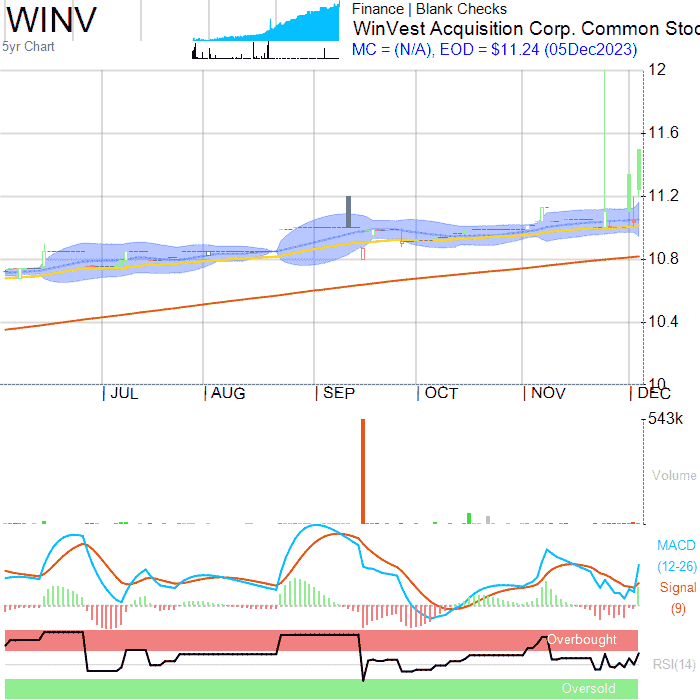 WINV
5yr Chart
Finance | Blank Checks
WinVest Acquisition Corp. Common Stoc
MC = (N/A), EOD = $11.24 (05Dec2023)
12
11.6
11.2
10.8
10.4
10
| JUL | AUG | SEP | OCT | NOV | DEC
543k
Volume
MACD
(12-26)
Signal
(9)
Overbought
RSI(14)
Oversold